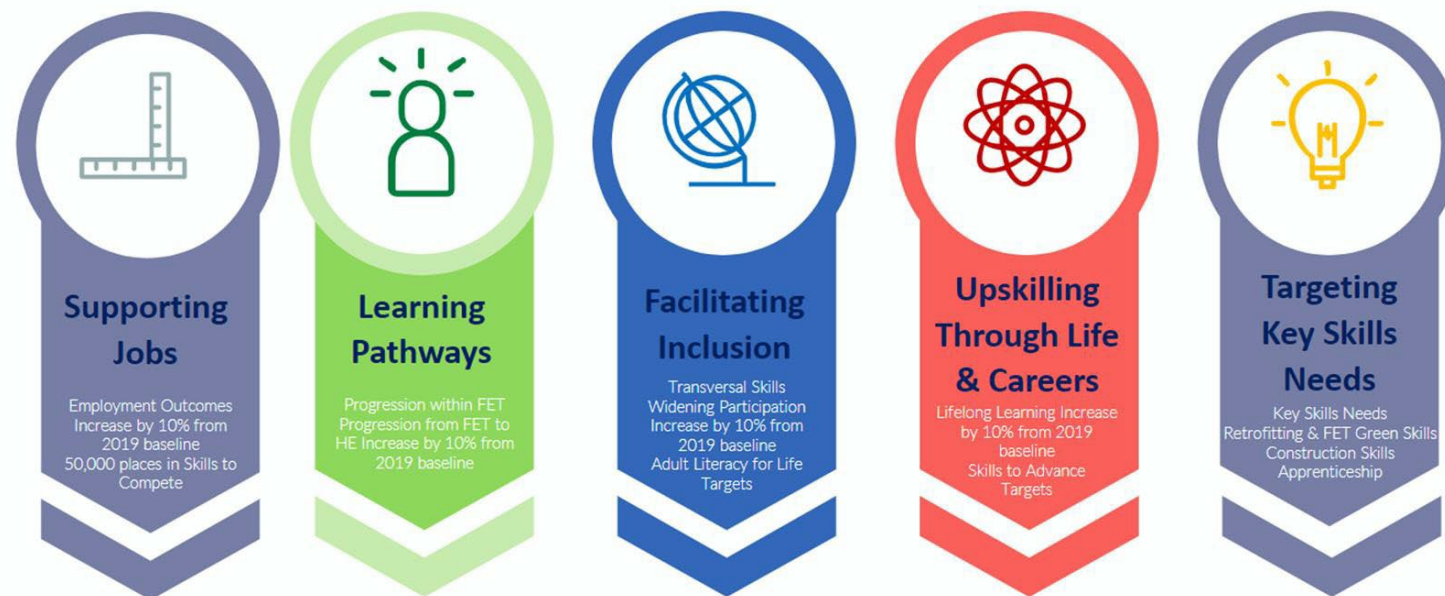 Supporting
Jobs
Employment Outcomes
Increase by 10% from
2019 baseline
50,000 places in Skills to
Compete
Learning
Pathways
Progression within FET
Progression from FET to
HE Increase by 10% from
2019 baseline
Facilitating
Inclusion
Transversal Skills
Widening Participation
Increase by 10% from
2019 baseline
Adult Literacy for Life
Targets
Upskilling
Through Life
& Careers
Lifelong Learning Increase
by 10% from 2019
baseline
Skills to Advance
Targets
Targeting
Key Skills
Needs
Key Skills Needs
Retrofitting & FET Green Skills
Construction Skills
Apprenticeship